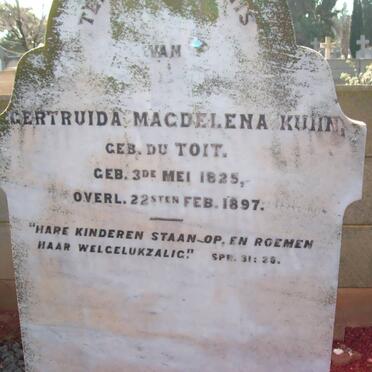 VAN
GERTRUIDA MAGDELENA KUHN,
GEB. DU TOIT.
GEB. 3DE MEI 1825,
OVERL. 22STEN FEB. 1897.
"HARE KINDEREN STAAN OP, EN ROEMEN
HAAR WELGELUKZALIG." SPR. 31: 28.